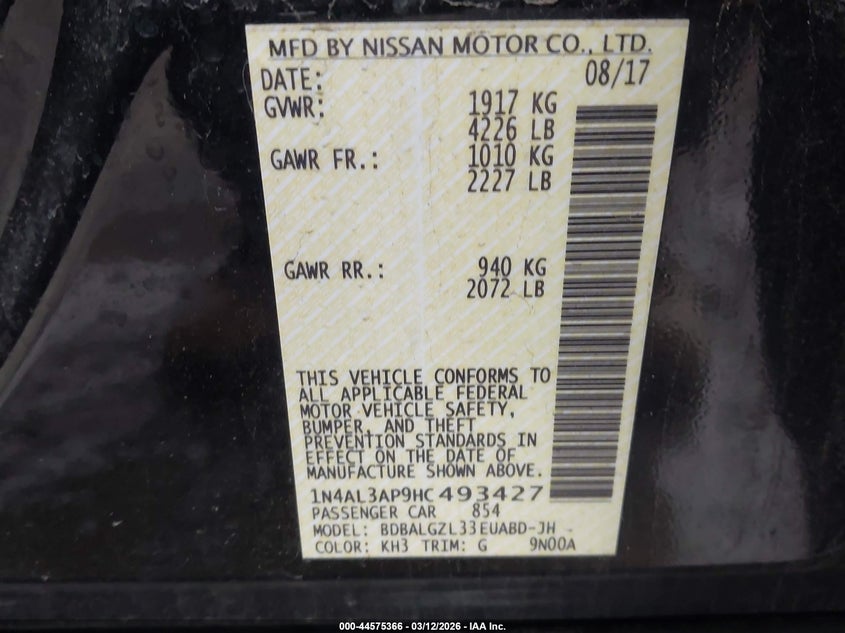 MFD BY NISSAN MOTOR CO., LTD.
DATE: 08/17
GVWR: 1917 KG
4226 LB
GAWR FR.: 1010 KG
2227 LB
GAWR RR.: 940 KG
2072 LB
THIS VEHICLE CONFORMS TO
ALL APPLICABLE FEDERAL
MOTOR VEHICLE SAFETY,
BUMPER, AND THEFT
PREVENTION STANDARDS IN
EFFECT ON THE DATE OF
MANUFACTURE SHOWN ABOVE.
1N4AL3AP9HC493427
PASSENGER CAR 854
MODEL: BDBALGZL33EUABD-JH
COLOR: KH3 TRIM: G 9N00A
000-44575366 - 03/12/2026 - IAA Inc.